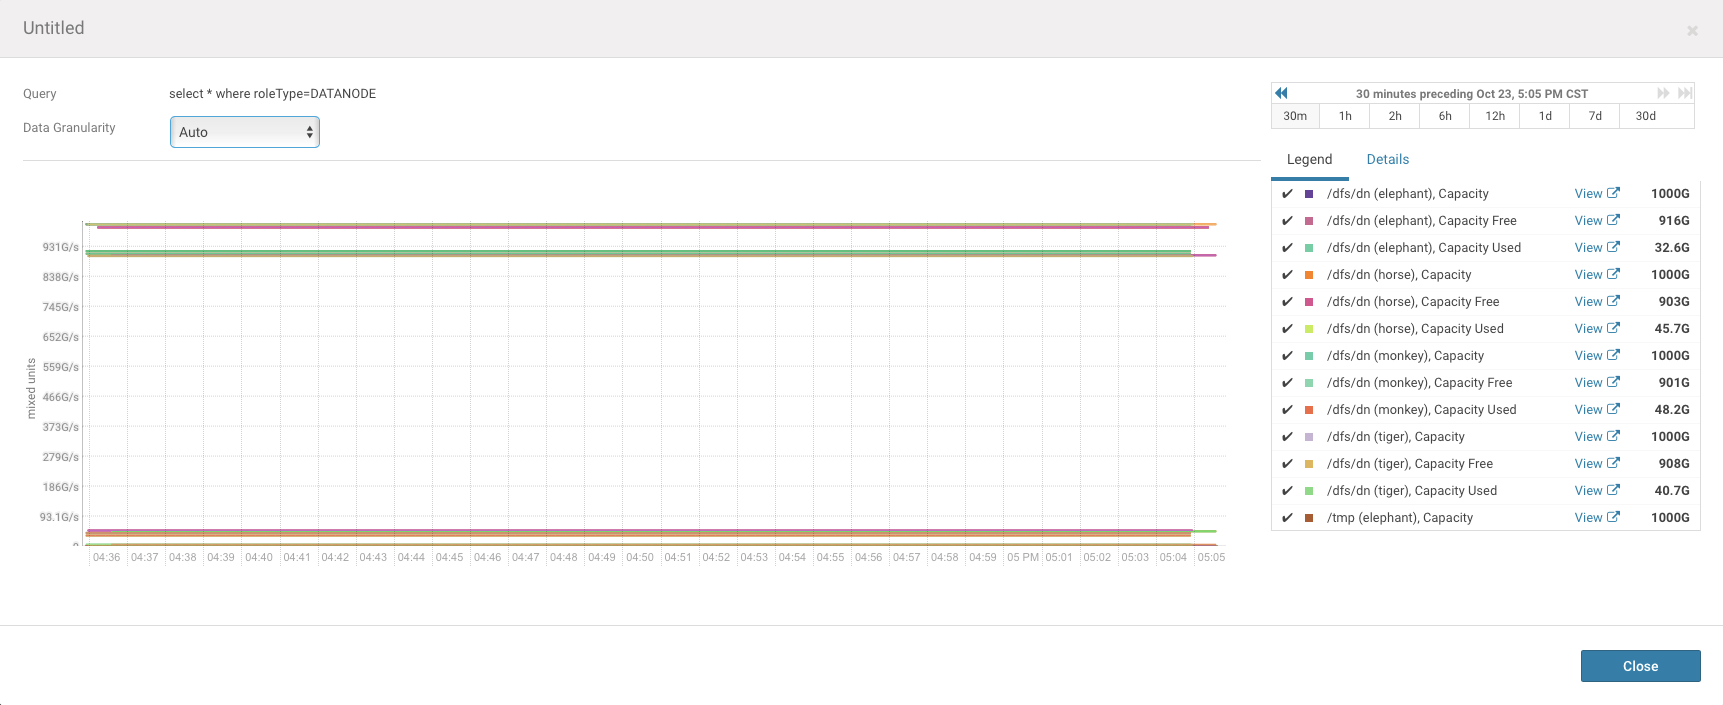 Untitled
Query
select * where roleType=DATANODE
Data Granularity
Auto
30 minutes preceding Oct 23, 5:05 PM CST
30m 1h 2h 6h 12h 1d 7d 30d
Legend Details
/dfs/dn (elephant), Capacity View 1000G
/dfs/dn (elephant), Capacity Free View 916G
/dfs/dn (elephant), Capacity Used View 32.6G
/dfs/dn (horse), Capacity View 1000G
/dfs/dn (horse), Capacity Free View 903G
/dfs/dn (horse), Capacity Used View 45.7G
/dfs/dn (monkey), Capacity View 1000G
/dfs/dn (monkey), Capacity Free View 901G
/dfs/dn (monkey), Capacity Used View 48.2G
/dfs/dn (tiger), Capacity View 1000G
/dfs/dn (tiger), Capacity Free View 908G
/dfs/dn (tiger), Capacity Used View 40.7G
/tmp (elephant), Capacity View 1000G
mixed units
931G/s
838G/s
745G/s
652G/s
559G/s
466G/s
373G/s
279G/s
186G/s
93.1G/s
0
04:36 04:37 04:38 04:39 04:40 04:41 04:42 04:43 04:44 04:45 04:46 04:47 04:48 04:49 04:50 04:51 04:52 04:53 04:54 04:55 04:56 04:57 04:58 04:59 05 PM 05:01 05:02 05:03 05:04 05:05
Close